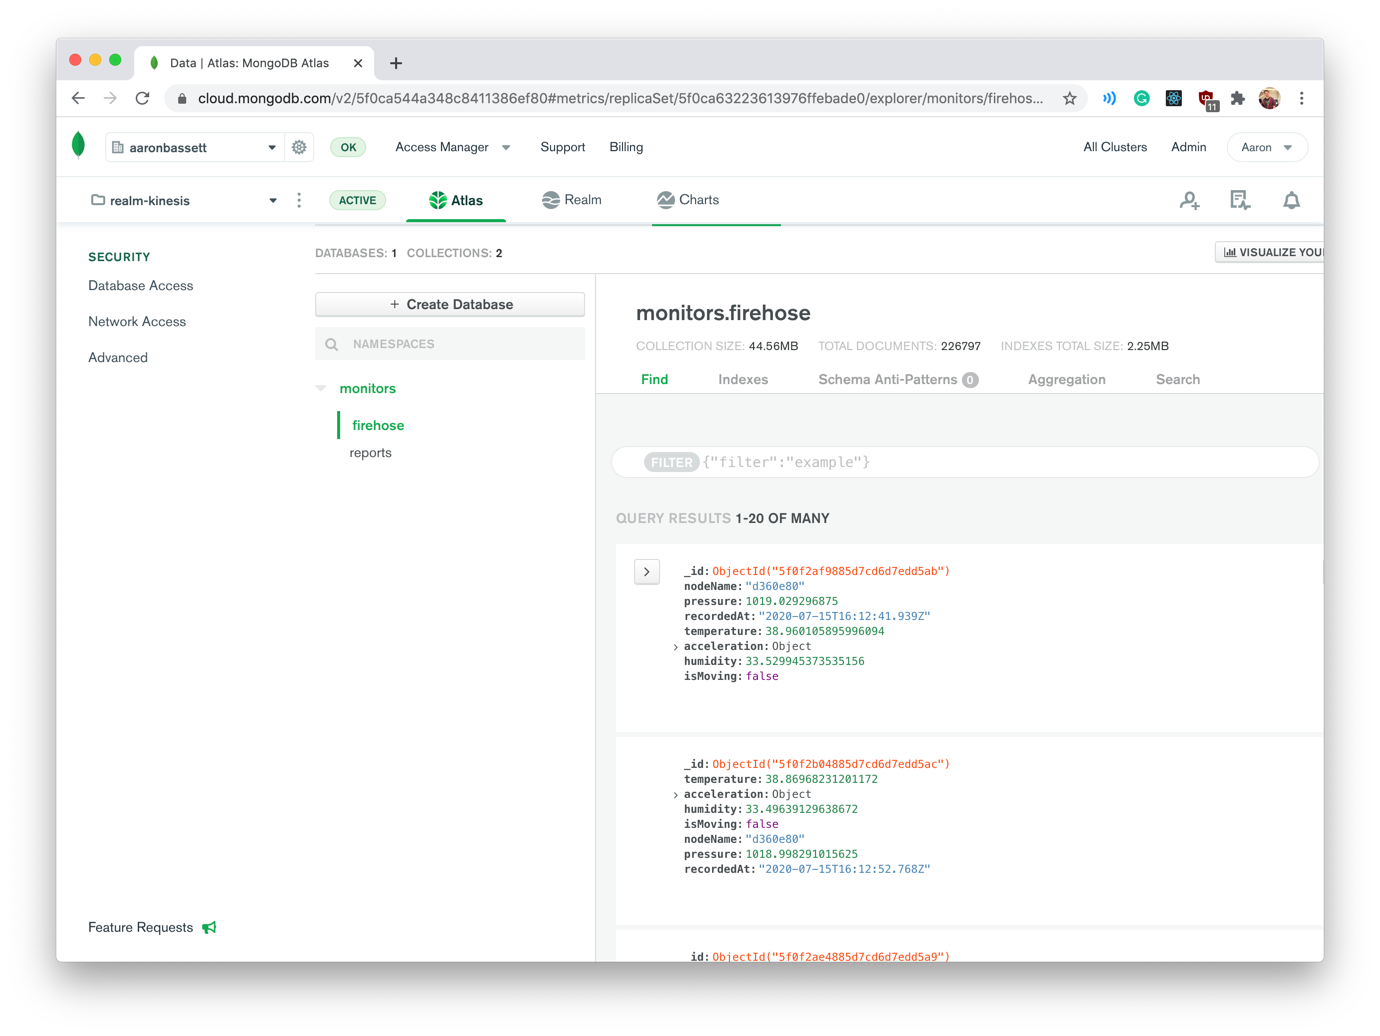 Data | Atlas: MongoDB Atlas
cloud.mongodb.com/v2/5f0ca544a348c8411386ef80#metrics/replicaSet/5f0ca63223613976ffebade0/explorer/monitors/firehos...
11
aaronbassett
OK
Access Manager
Support
Billing
All Clusters
Admin
Aaron
realm-kinesis
ACTIVE
Atlas
Realm
Charts
SECURITY
Database Access
Network Access
Advanced
Feature Requests
DATABASES: 1 COLLECTIONS: 2
VISUALIZE YOU
+ Create Database
NAMESPACES
monitors
firehose
reports
monitors.firehose
COLLECTION SIZE: 44.56MB TOTAL DOCUMENTS: 226797 INDEXES TOTAL SIZE: 2.25MB
Find Indexes Schema Anti-Patterns 0 Aggregation Search
FILTER {"filter":"example"}
QUERY RESULTS 1-20 OF MANY
_id: ObjectId("5f0f2af9885d7cd6d7edd5ab")
nodeName: "d360e80"
pressure: 1019.029296875
recordedAt: "2020-07-15T16:12:41.939Z"
temperature: 38.960105895996094
acceleration: Object
humidity: 33.529945373535156
isMoving: false
_id: ObjectId("5f0f2b04885d7cd6d7edd5ac")
temperature: 38.86968231201172
acceleration: Object
humidity: 33.49639129638672
isMoving: false
nodeName: "d360e80"
pressure: 1018.998291015625
recordedAt: "2020-07-15T16:12:52.768Z"
_id: ObjectId("5f0f2ae4885d7cd6d7edd5a9")